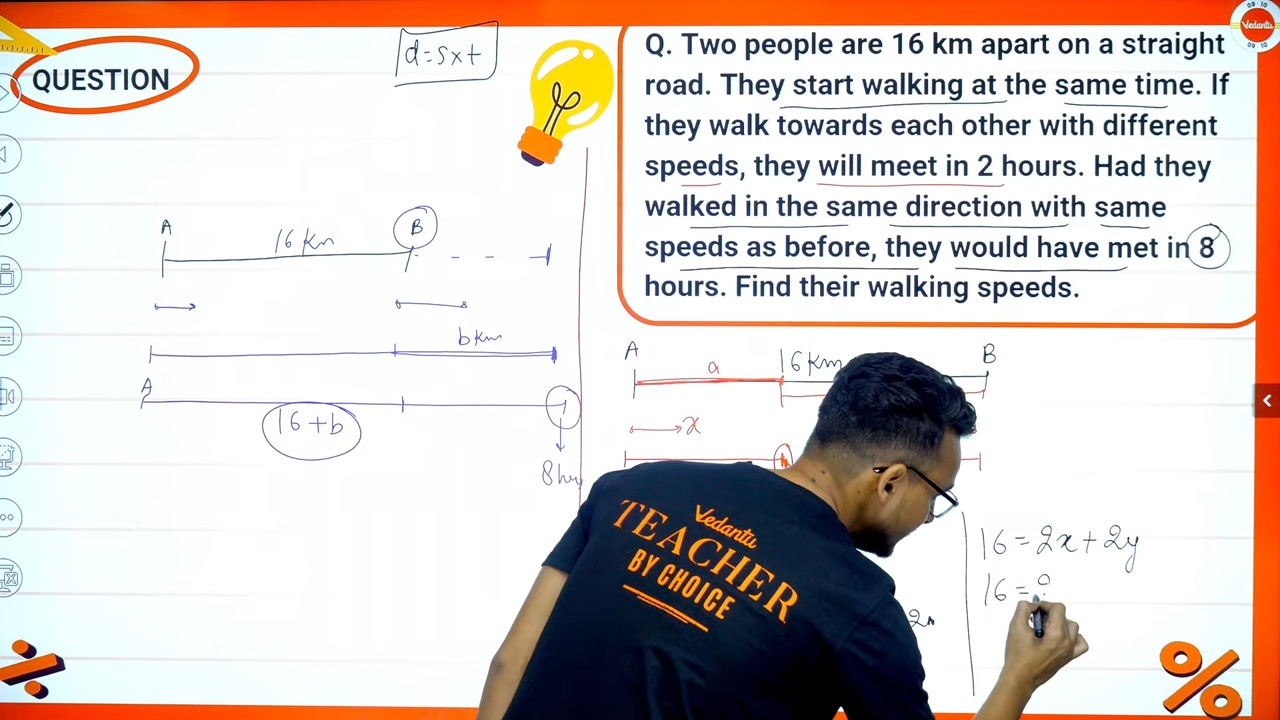 QUESTION
d=s×t
Vedantu
Q. Two people are 16 km apart on a straight
road. They start walking at the same time. If
they walk towards each other with different
speeds, they will meet in 2 hours. Had they
walked in the same direction with same
speeds as before, they would have met in 8
hours. Find their walking speeds.
A
16 Km
B
b Km
A
16+b
8hr
A
a
16 Km
B
x
16=2x+2y
16=
Vedantu
TEACHER
BY CHOICE
%